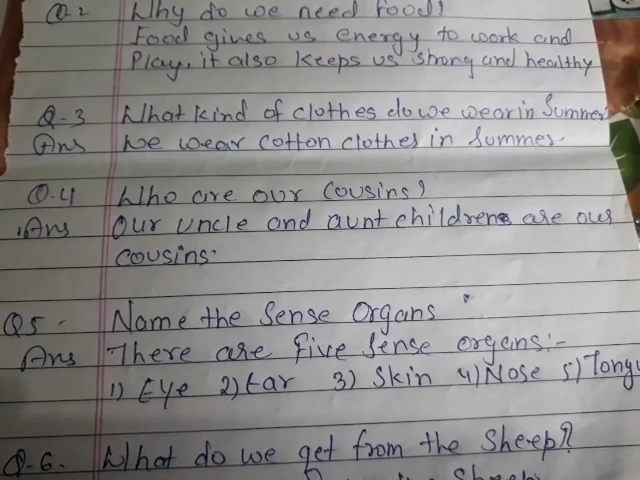 Q.2 Why do we need food?
Food gives us energy to work and
Play, it also keeps us strong and healthy
Q.3 What kind of clothes do we wear in Summer
Ans We wear cotton clothes in Summer.
Q.4 Who are our cousins?
Ans Our uncle and aunt childrens are our
cousins.
Q5. Name the Sense Organs
Ans There are five sense organs:-
1) Eye 2) Ear 3) Skin 4) Nose 5) Tongu
Q.6. What do we get from the sheep?